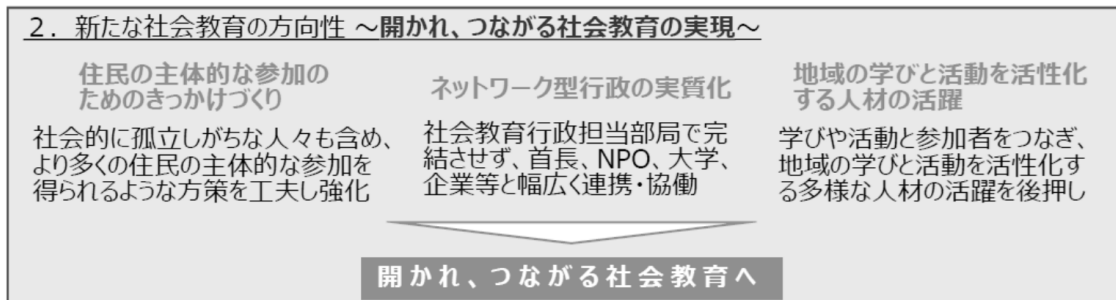 ２．新たな社会教育の方向性 ～開かれ、つながる社会教育の実現～
住民の主体的な参加の
ためのきっかけづくり
社会的に孤立しがちな人々も含め、
より多くの住民の主体的な参加を
得られるような方策を工夫し強化
ネットワーク型行政の実質化
社会教育行政担当部局で完
結させず、首長、NPO、大学、
企業等と幅広く連携・協働
地域の学びと活動を活性化
する人材の活躍
学びや活動と参加者をつなぎ、
地域の学びと活動を活性化す
る多様な人材の活躍を後押し
開かれ、つながる社会教育へ